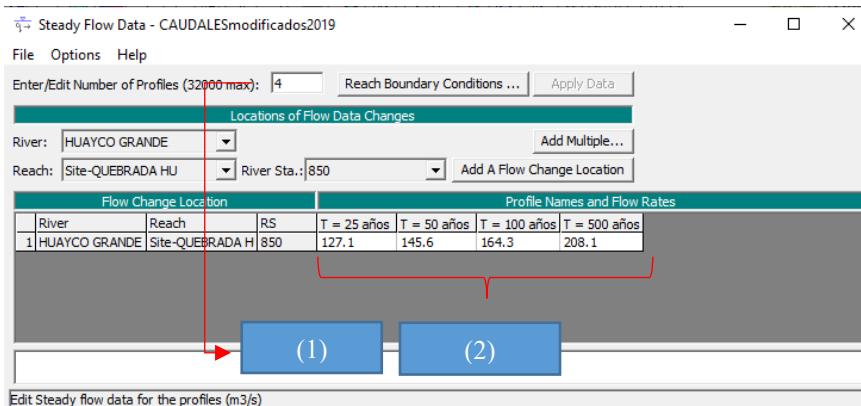 Steady Flow Data - CAUDALESmodificados2019
File Options Help
Enter/Edit Number of Profiles (32000 max): 4 Reach Boundary Conditions ... Apply Data
Locations of Flow Data Changes
River: HUAYCO GRANDE Add Multiple...
Reach: Site-QUEBRADA HU River Sta.: 850 Add A Flow Change Location
Flow Change Location Profile Names and Flow Rates
River Reach RS T = 25 años T = 50 años T = 100 años T = 500 años
1 HUAYCO GRANDE Site-QUEBRADA H 850 127.1 145.6 164.3 208.1
(1) (2)
Edit Steady flow data for the profiles (m3/s)